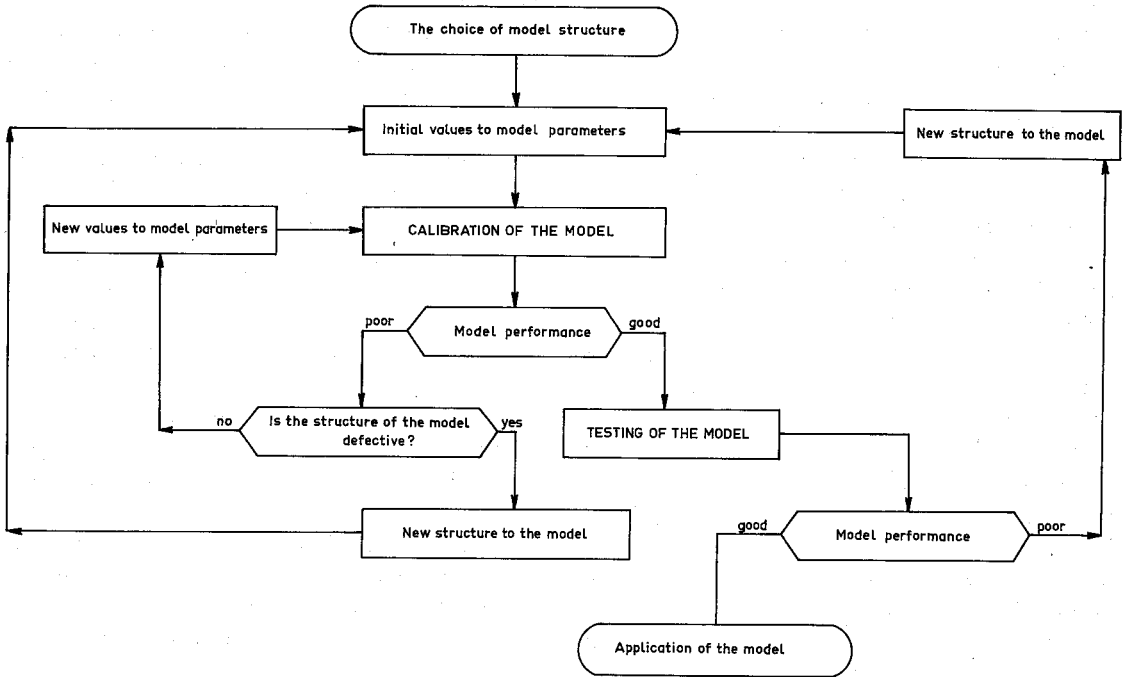 The choice of model structure
Initial values to model parameters
New structure to the model
New values to model parameters
CALIBRATION OF THE MODEL
poor
Model performance
good
no
Is the structure of the model
defective?
yes
TESTING OF THE MODEL
New structure to the model
good
Model performance
poor
Application of the model